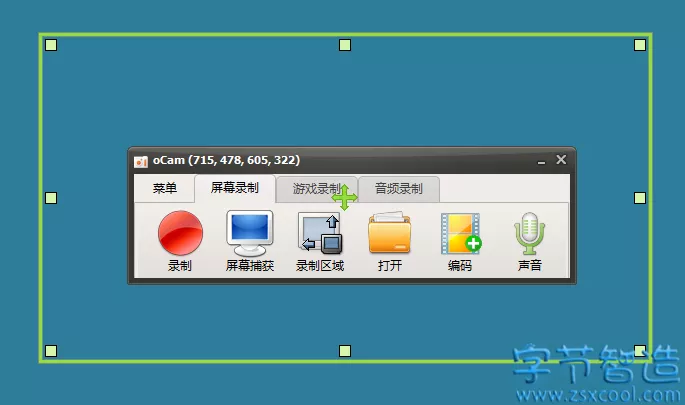 oCam (715, 478, 605, 322)
菜单 屏幕录制 游戏录制 音频录制
录制 屏幕捕获 录制区域 打开 编码 声音
字节智造
www.zsxcool.com